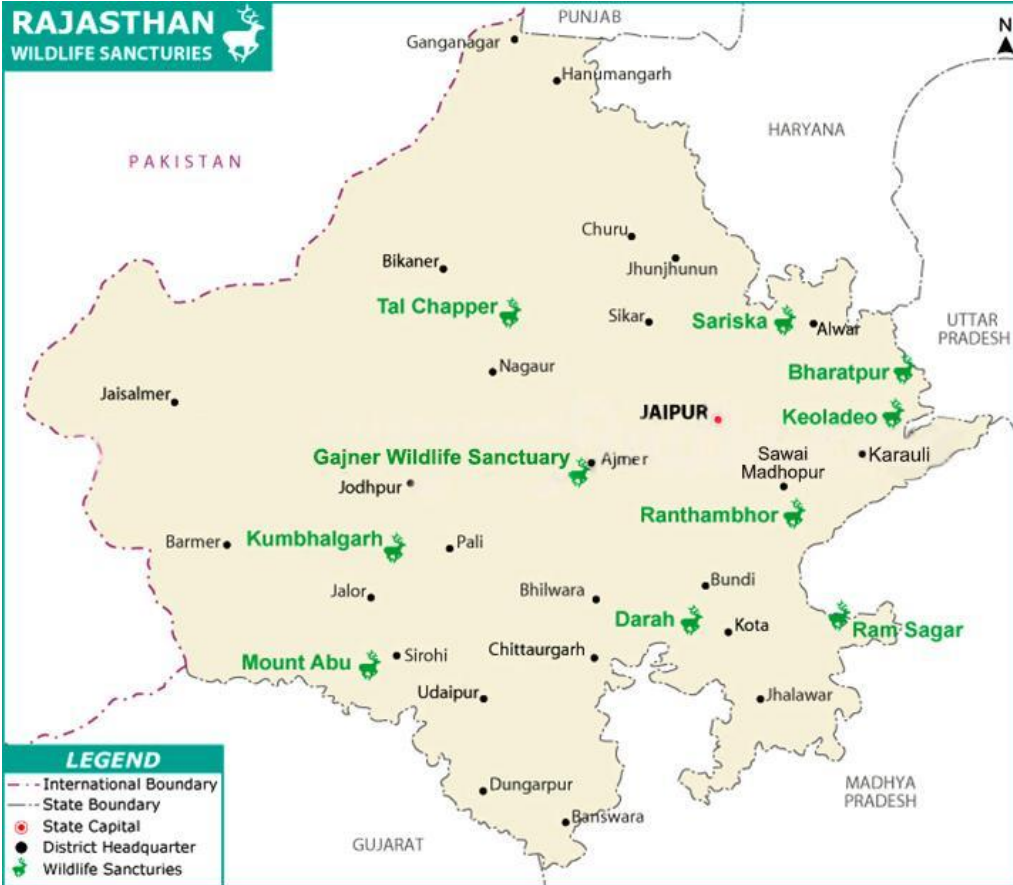 RAJASTHAN
WILDLIFE SANCTURIES
PUNJAB
N
Ganganagar
Hanumangarh
HARYANA
PAKISTAN
Churu
Bikaner
Jhunjhunun
Tal Chapper
Sikar
Sariska
Alwar
UTTAR
PRADESH
Nagaur
Bharatpur
Jaisalmer
JAIPUR
Keoladeo
Gajner Wildlife Sanctuary
Ajmer
Sawai
Madhopur
Karauli
Jodhpur
Ranthambhor
Barmer
Kumbhalgarh
Pali
Jalor
Bhilwara
Bundi
Darah
Kota
Ram Sagar
Mount Abu
Sirohi
Chittaurgarh
Udaipur
Jhalawar
LEGEND
International Boundary
State Boundary
State Capital
District Headquarter
Wildlife Sancturies
Dungarpur
Banswara
MADHYA
PRADESH
GUJARAT